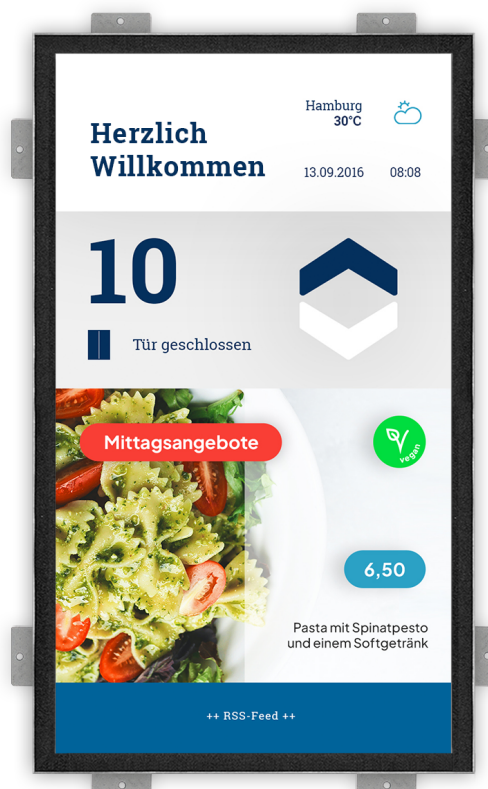 Herzlich
Willkommen
Hamburg
30°C
13.09.2016 08:08
10
Tür geschlossen
Mittagsangebote
vegan
6,50
Pasta mit Spinatpesto
und einem Softgetränk
++ RSS-Feed ++